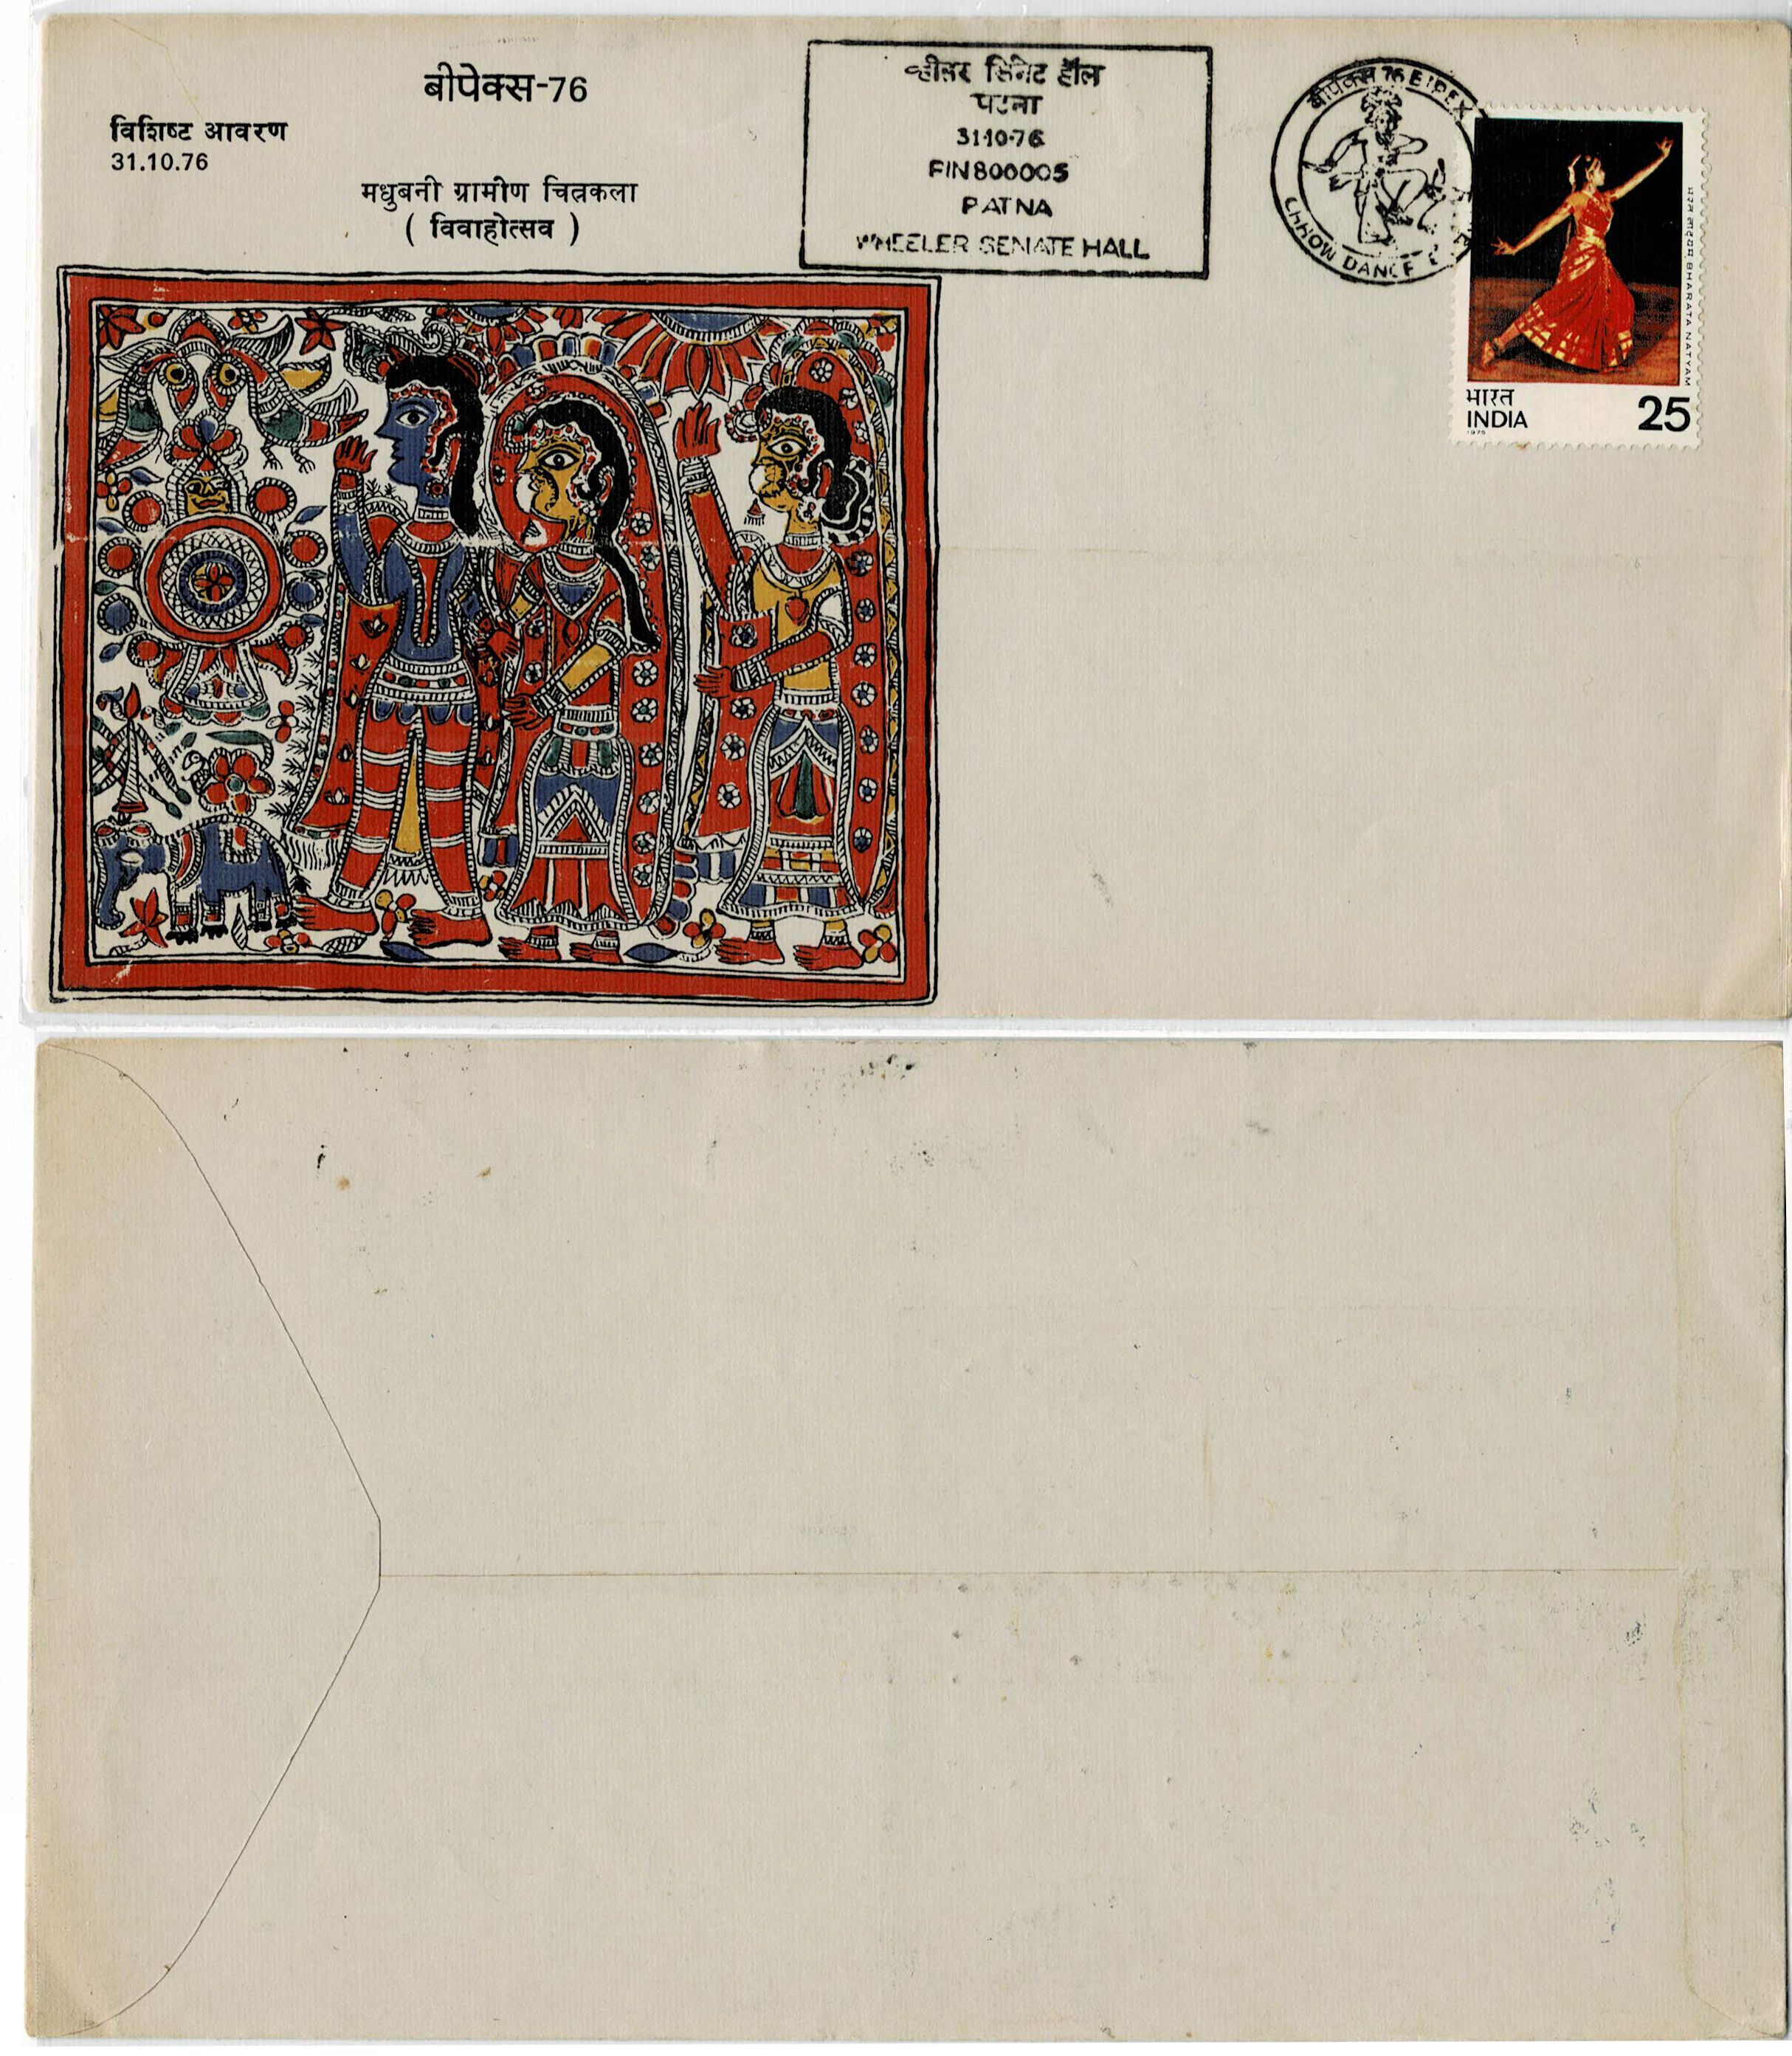 बीपेक्स-76
विशिष्ट आवरण
31.10.76
मधुबनी ग्रामीण चित्रकला
( विवाहोत्सव )
व्हीलर सिनेट हॉल
पटना
31·10·76
PIN 800005
PATNA
WHEELER SENATE HALL
बीपेक्स 76 BIPEX
CHHOW DANCE
भरत नाट्यम BHARATA NATYAM
भारत
INDIA
25
1975